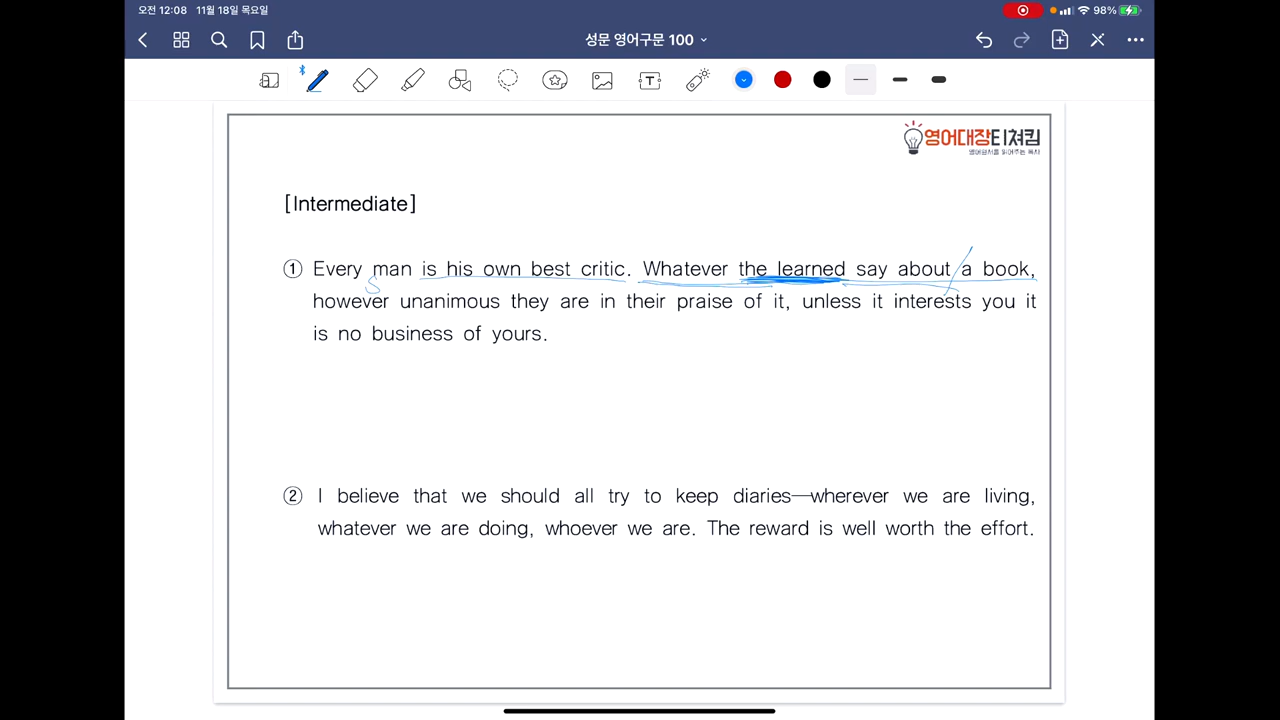 오전 12:08 11월 18일 목요일
98%
성문 영어구문 100
T
영어대장티쳐킴
[Intermediate]
① Every man is his own best critic. Whatever the learned say about a book,
S
however unanimous they are in their praise of it, unless it interests you it
is no business of yours.
② I believe that we should all try to keep diaries—wherever we are living,
whatever we are doing, whoever we are. The reward is well worth the effort.